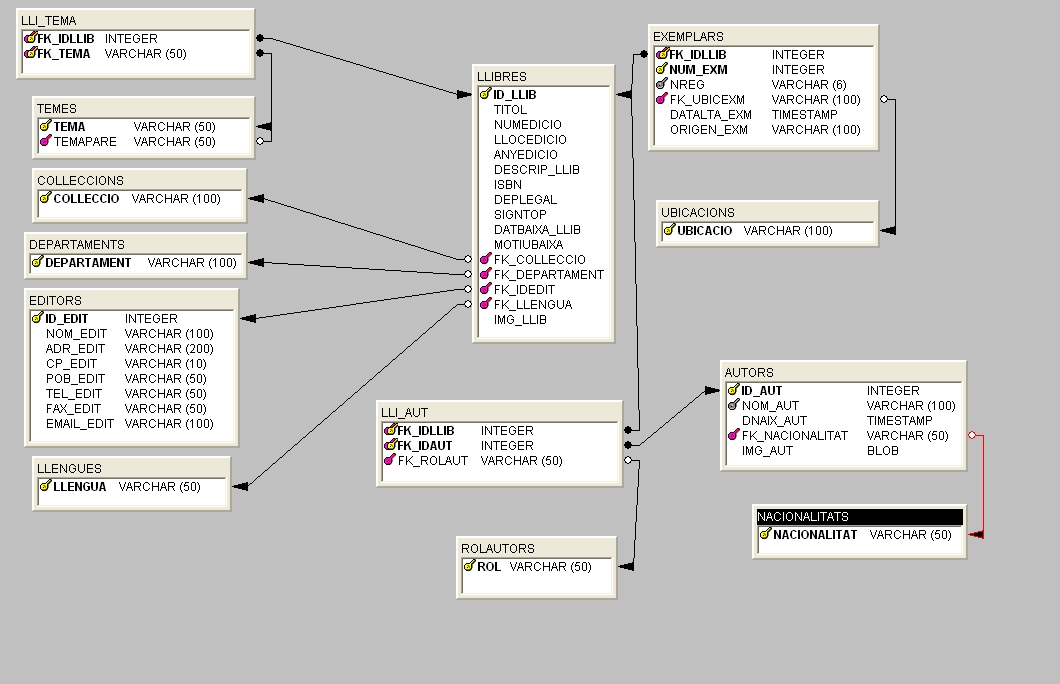 LLI_TEMA
FK_IDLLIB INTEGER
FK_TEMA VARCHAR (50)
TEMES
TEMA VARCHAR (50)
TEMAPARE VARCHAR (50)
COLLECCIONS
COLLECCIO VARCHAR (100)
DEPARTAMENTS
DEPARTAMENT VARCHAR (100)
EDITORS
ID_EDIT INTEGER
NOM_EDIT VARCHAR (100)
ADR_EDIT VARCHAR (200)
CP_EDIT VARCHAR (10)
POB_EDIT VARCHAR (50)
TEL_EDIT VARCHAR (50)
FAX_EDIT VARCHAR (50)
EMAIL_EDIT VARCHAR (100)
LLENGUES
LLENGUA VARCHAR (50)
LLIBRES
ID_LLIB
TITOL
NUMEDICIO
LLOCEDICIO
ANYEDICIO
DESCRIP_LLIB
ISBN
DEPLEGAL
SIGNTOP
DATBAIXA_LLIB
MOTIUBAIXA
FK_COLLECCIO
FK_DEPARTAMENT
FK_IDEDIT
FK_LLENGUA
IMG_LLIB
LLI_AUT
FK_IDLLIB INTEGER
FK_IDAUT INTEGER
FK_ROLAUT VARCHAR (50)
ROLAUTORS
ROL VARCHAR (50)
EXEMPLARS
FK_IDLLIB INTEGER
NUM_EXM INTEGER
NREG VARCHAR (6)
FK_UBICEXM VARCHAR (100)
DATALTA_EXM TIMESTAMP
ORIGEN_EXM VARCHAR (100)
UBICACIONS
UBICACIO VARCHAR (100)
AUTORS
ID_AUT INTEGER
NOM_AUT VARCHAR (100)
DNAIX_AUT TIMESTAMP
FK_NACIONALITAT VARCHAR (50)
IMG_AUT BLOB
NACIONALITATS
NACIONALITAT VARCHAR (50)